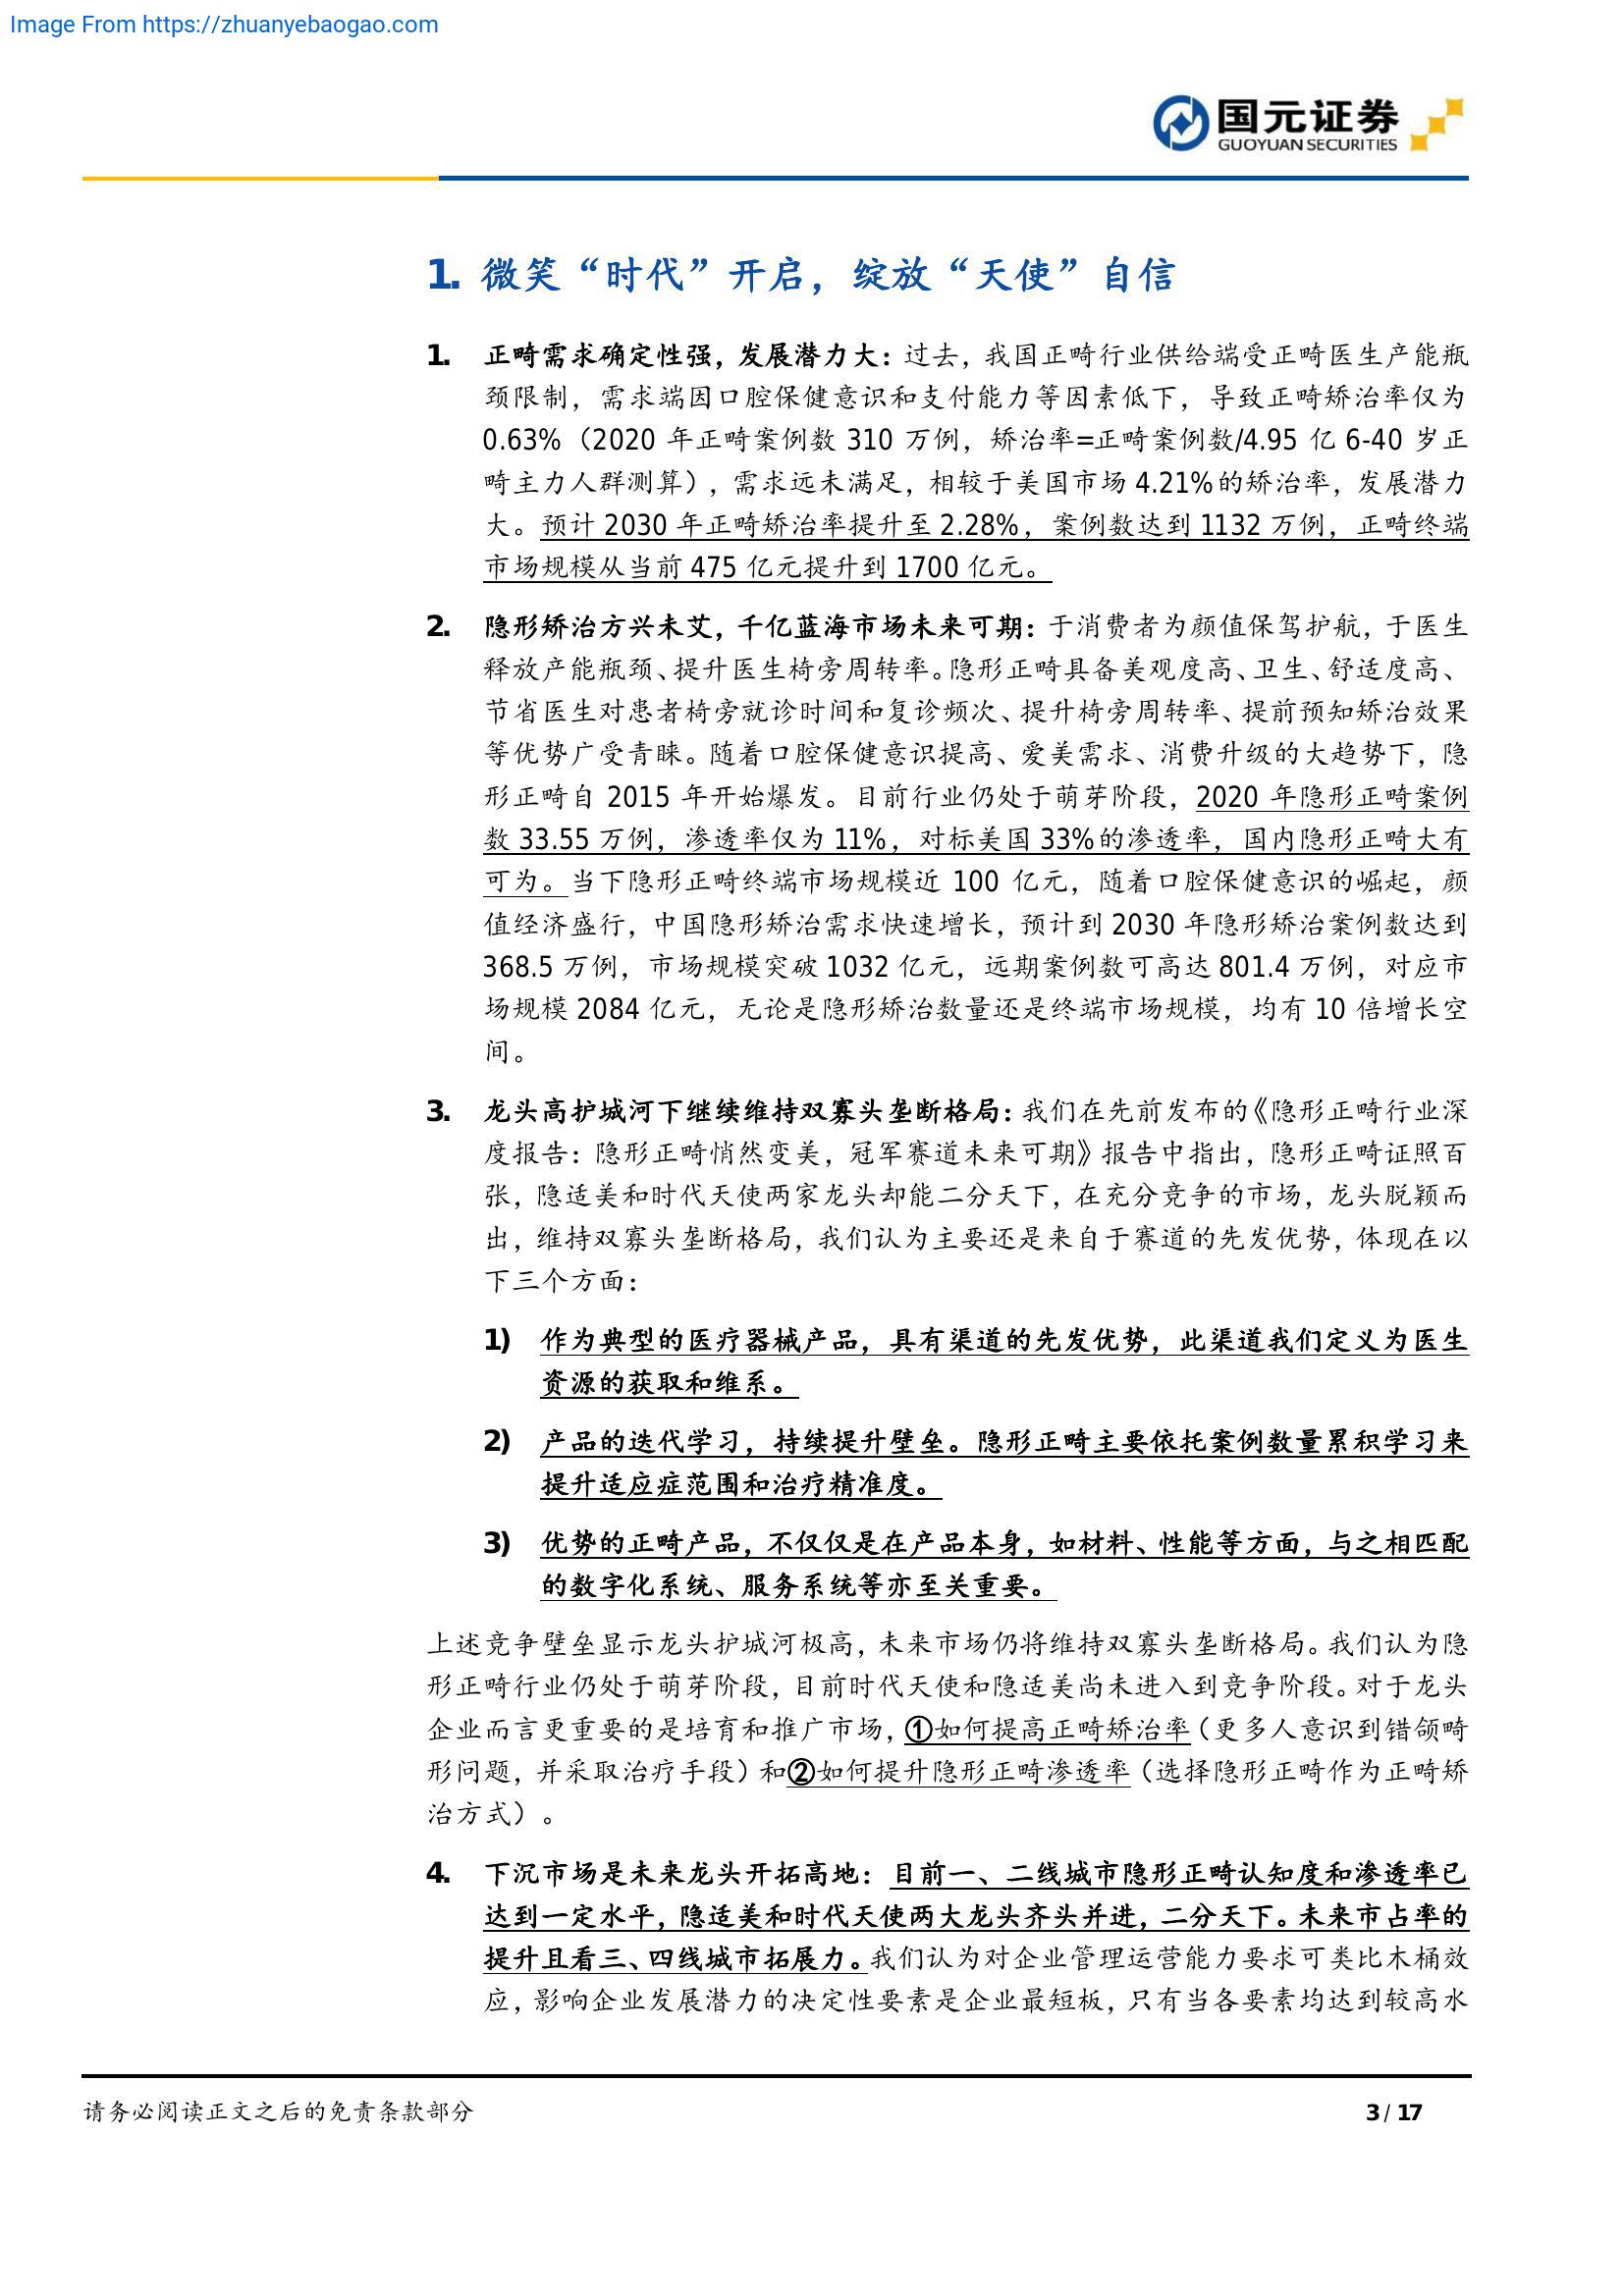 Image From https://zhuanyebaogao.com
国元证券
GUOYUAN SECURITIES
1. 微笑“时代”开启，绽放“天使”自信
1. 正畸需求确定性强，发展潜力大：过去，我国正畸行业供给端受正畸医生产能瓶
颈限制，需求端因口腔保健意识和支付能力等因素低下，导致正畸矫治率仅为
0.63%（2020 年正畸案例数 310 万例，矫治率=正畸案例数/4.95 亿 6-40 岁正
畸主力人群测算），需求远未满足，相较于美国市场 4.21%的矫治率，发展潜力
大。预计 2030 年正畸矫治率提升至 2.28%，案例数达到 1132 万例，正畸终端
市场规模从当前 475 亿元提升到 1700 亿元。
2. 隐形矫治方兴未艾，千亿蓝海市场未来可期：于消费者为颜值保驾护航，于医生
释放产能瓶颈、提升医生椅旁周转率。隐形正畸具备美观度高、卫生、舒适度高、
节省医生对患者椅旁就诊时间和复诊频次、提升椅旁周转率、提前预知矫治效果
等优势广受青睐。随着口腔保健意识提高、爱美需求、消费升级的大趋势下，隐
形正畸自 2015 年开始爆发。目前行业仍处于萌芽阶段，2020 年隐形正畸案例
数 33.55 万例，渗透率仅为 11%，对标美国 33%的渗透率，国内隐形正畸大有
可为。当下隐形正畸终端市场规模近 100 亿元，随着口腔保健意识的崛起，颜
值经济盛行，中国隐形矫治需求快速增长，预计到 2030 年隐形矫治案例数达到
368.5 万例，市场规模突破 1032 亿元，远期案例数可高达 801.4 万例，对应市
场规模 2084 亿元，无论是隐形矫治数量还是终端市场规模，均有 10 倍增长空
间。
3. 龙头高护城河下继续维持双寡头垄断格局：我们在先前发布的《隐形正畸行业深
度报告：隐形正畸悄然变美，冠军赛道未来可期》报告中指出，隐形正畸证照百
张，隐适美和时代天使两家龙头却能二分天下，在充分竞争的市场，龙头脱颖而
出，维持双寡头垄断格局，我们认为主要还是来自于赛道的先发优势，体现在以
下三个方面：
1) 作为典型的医疗器械产品，具有渠道的先发优势，此渠道我们定义为医生
资源的获取和维系。
2) 产品的迭代学习，持续提升壁垒。隐形正畸主要依托案例数量累积学习来
提升适应症范围和治疗精准度。
3) 优势的正畸产品，不仅仅是在产品本身，如材料、性能等方面，与之相匹配
的数字化系统、服务系统等亦至关重要。
上述竞争壁垒显示龙头护城河极高，未来市场仍将维持双寡头垄断格局。我们认为隐
形正畸行业仍处于萌芽阶段，目前时代天使和隐适美尚未进入到竞争阶段。对于龙头
企业而言更重要的是培育和推广市场，①如何提高正畸矫治率（更多人意识到错颌畸
形问题，并采取治疗手段）和②如何提升隐形正畸渗透率（选择隐形正畸作为正畸矫
治方式）。
4. 下沉市场是未来龙头开拓高地：目前一、二线城市隐形正畸认知度和渗透率已
达到一定水平，隐适美和时代天使两大龙头齐头并进，二分天下。未来市占率的
提升且看三、四线城市拓展力。我们认为对企业管理运营能力要求可类比木桶效
应，影响企业发展潜力的决定性要素是企业最短板，只有当各要素均达到较高水
请务必阅读正文之后的免责条款部分
3 / 17